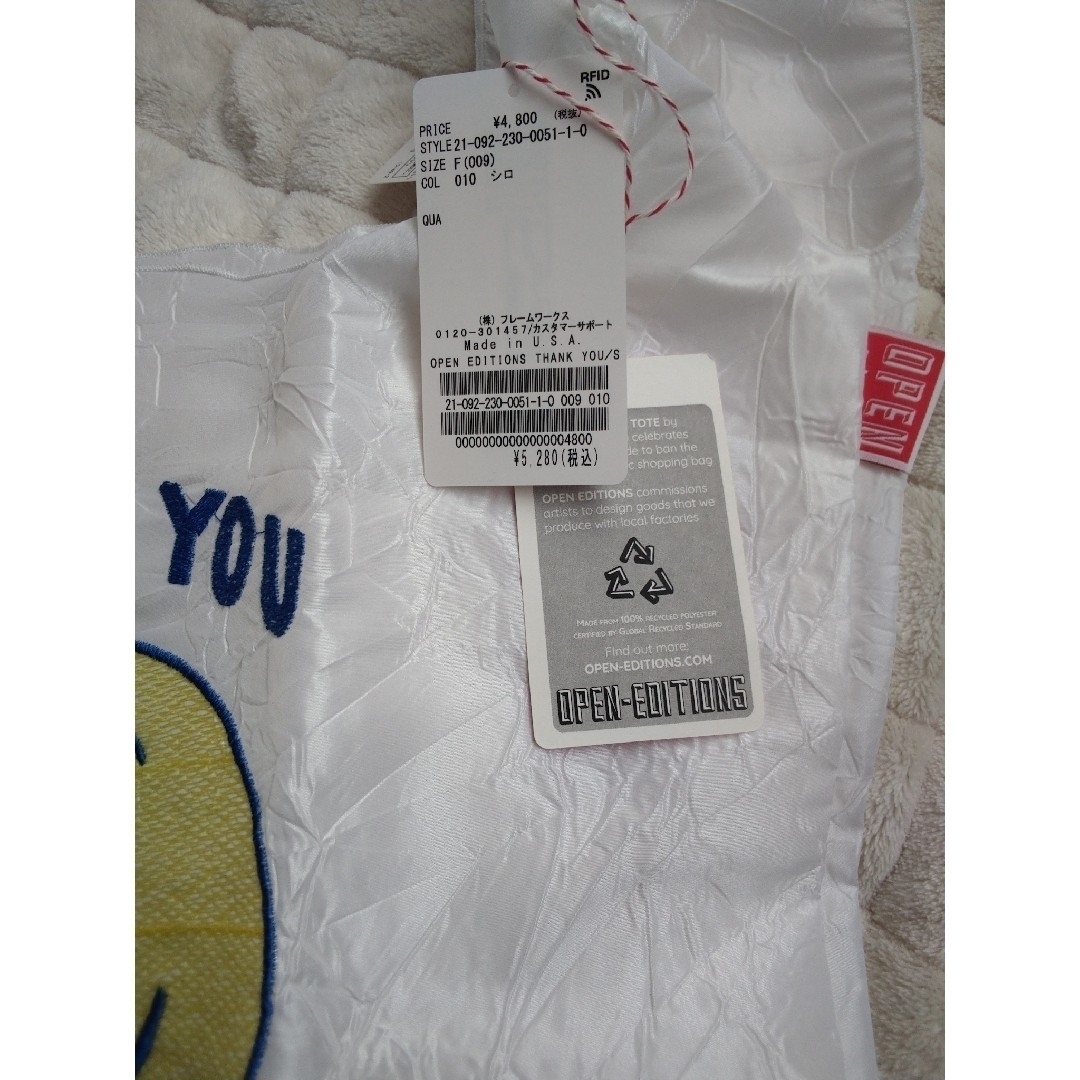 RFID
PRICE ¥4,800 (税抜)
STYLE 21-092-230-0051-1-0
SIZE F(009)
COL 010 シロ
QUA
(株)フレームワークス
0120-301457/カスタマーサポート
Made in U.S.A.
OPEN EDITIONS THANK YOU/S
21-092-230-0051-1-0 009 010
00000000000000004800
¥5,280(税込)
OPEN
YOU
TOTE by
celebrates
to ban the
shopping bag
OPEN EDITIONS commissions
artists to design goods that we
produce with local factories
MADE FROM 100% RECYCLED POLYESTER
CERTIFIED BY GLOBAL RECYCLED STANDARD
Find out more:
OPEN-EDITIONS.COM
OPEN-EDITIONS